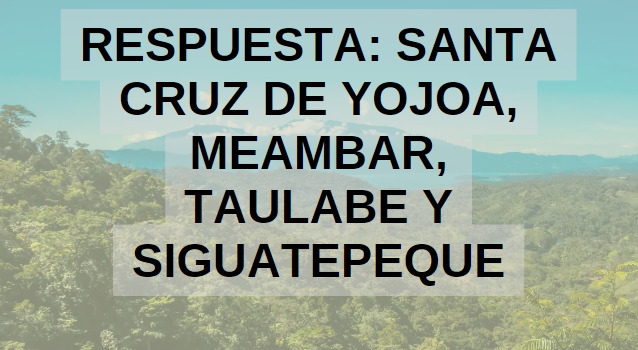 RESPUESTA: SANTA
CRUZ DE YOJOA,
MEAMBAR,
TAULABE Y
SIGUATEPEQUE